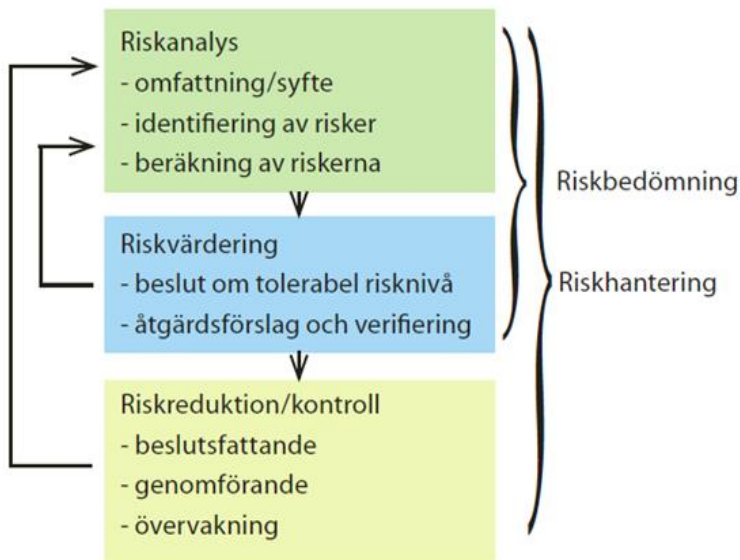 Riskanalys
- omfattning/syfte
- identifiering av risker
- beräkning av riskerna
Riskbedömning
Riskvärdering
- beslut om tolerabel risknivå
- åtgärdsförslag och verifiering
Riskhantering
Riskreduktion/kontroll
- beslutsfattande
- genomförande
- övervakning